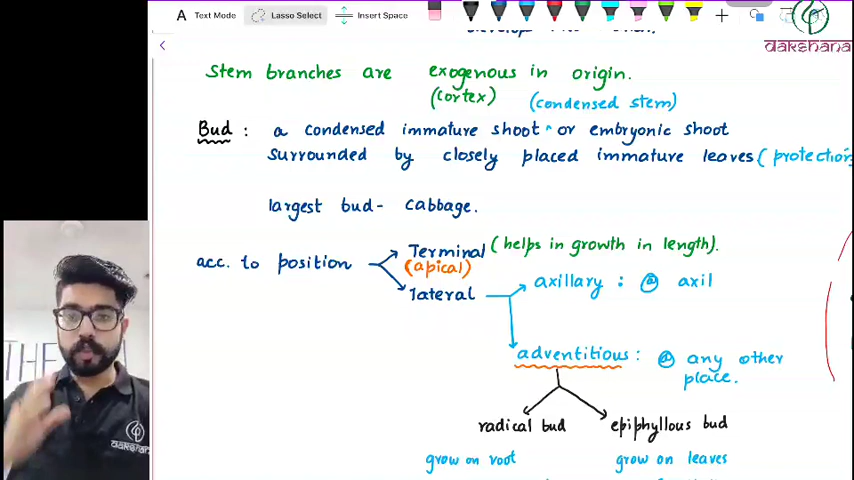 A Text Mode Lasso Select Insert Space
dakshana
Stem branches are exogenous in origin.
(cortex) (condensed stem)
Bud : a condensed immature shoot ^ or embryonic shoot
surrounded by closely placed immature leaves (protection
largest bud- cabbage.
acc. to position
Terminal (helps in growth in length).
(apical)
lateral
axillary : @ axil
adventitious : @ any other
place.
radical bud epiphyllous bud
grow on root grow on leaves
dakshana